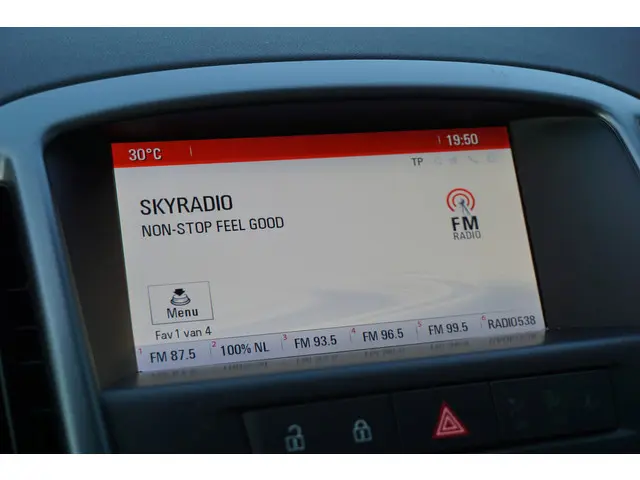 30°C
19:50
TP
SKYRADIO
NON-STOP FEEL GOOD
FM
RADIO
Menu
Fav 1 van 4
1 FM 87.5 2 100% NL 3 FM 93.5 4 FM 96.5 5 FM 99.5 6 RADIO538